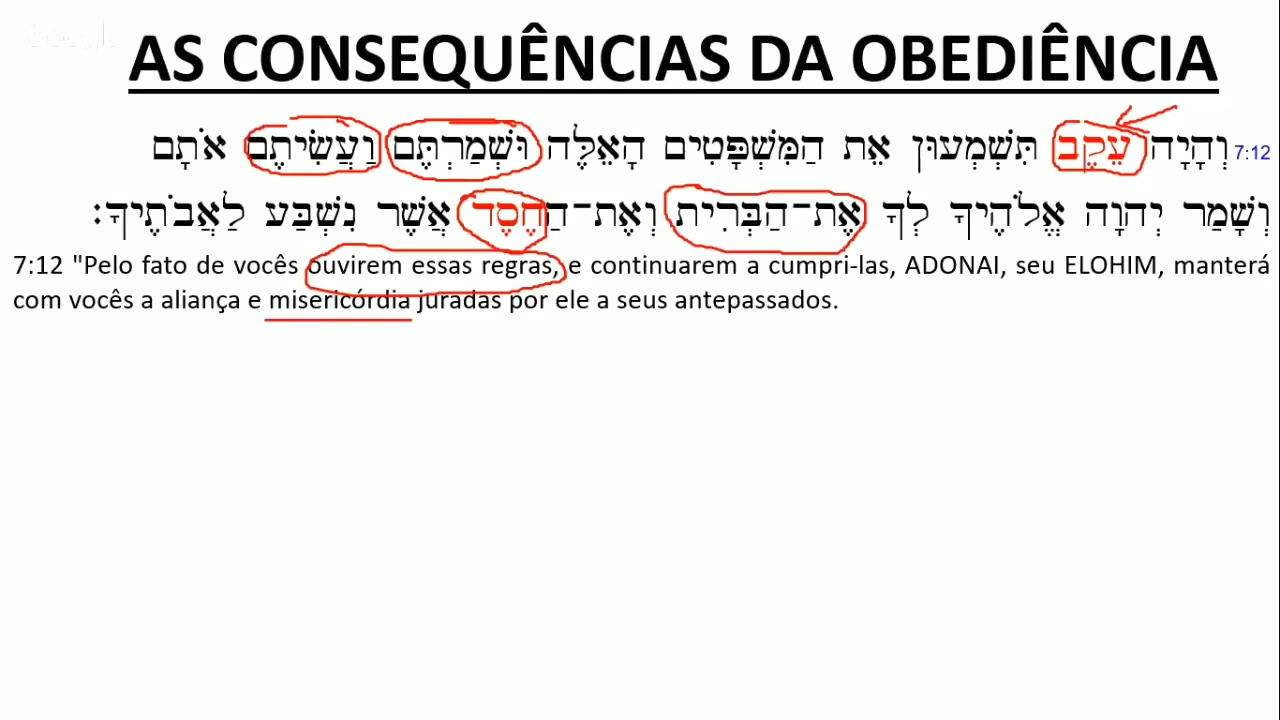 Google
AS CONSEQUÊNCIAS DA OBEDIÊNCIA
7:12 וְהָיָה עֵקֶב תִּשְׁמְעוּן אֵת הַמִּשְׁפָּטִים הָאֵלֶּה וּשְׁמַרְתֶּם וַעֲשִׂיתֶם אֹתָם
וְשָׁמַר יְהוָה אֱלֹהֶיךָ לְךָ אֶת־הַבְּרִית וְאֶת־הַחֶסֶד אֲשֶׁר נִשְׁבַּע לַאֲבֹתֶיךָ׃
7:12 "Pelo fato de vocês ouvirem essas regras, e continuarem a cumpri-las, ADONAI, seu ELOHIM, manterá
com vocês a aliança e misericórdia juradas por ele a seus antepassados.